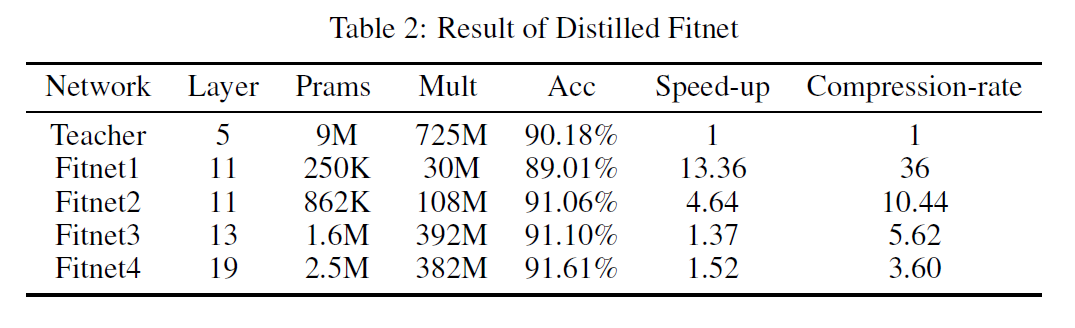 Table 2: Result of Distilled Fitnet
Network Layer Prams Mult Acc Speed-up Compression-rate
Teacher 5 9M 725M 90.18% 1 1
Fitnet1 11 250K 30M 89.01% 13.36 36
Fitnet2 11 862K 108M 91.06% 4.64 10.44
Fitnet3 13 1.6M 392M 91.10% 1.37 5.62
Fitnet4 19 2.5M 382M 91.61% 1.52 3.60